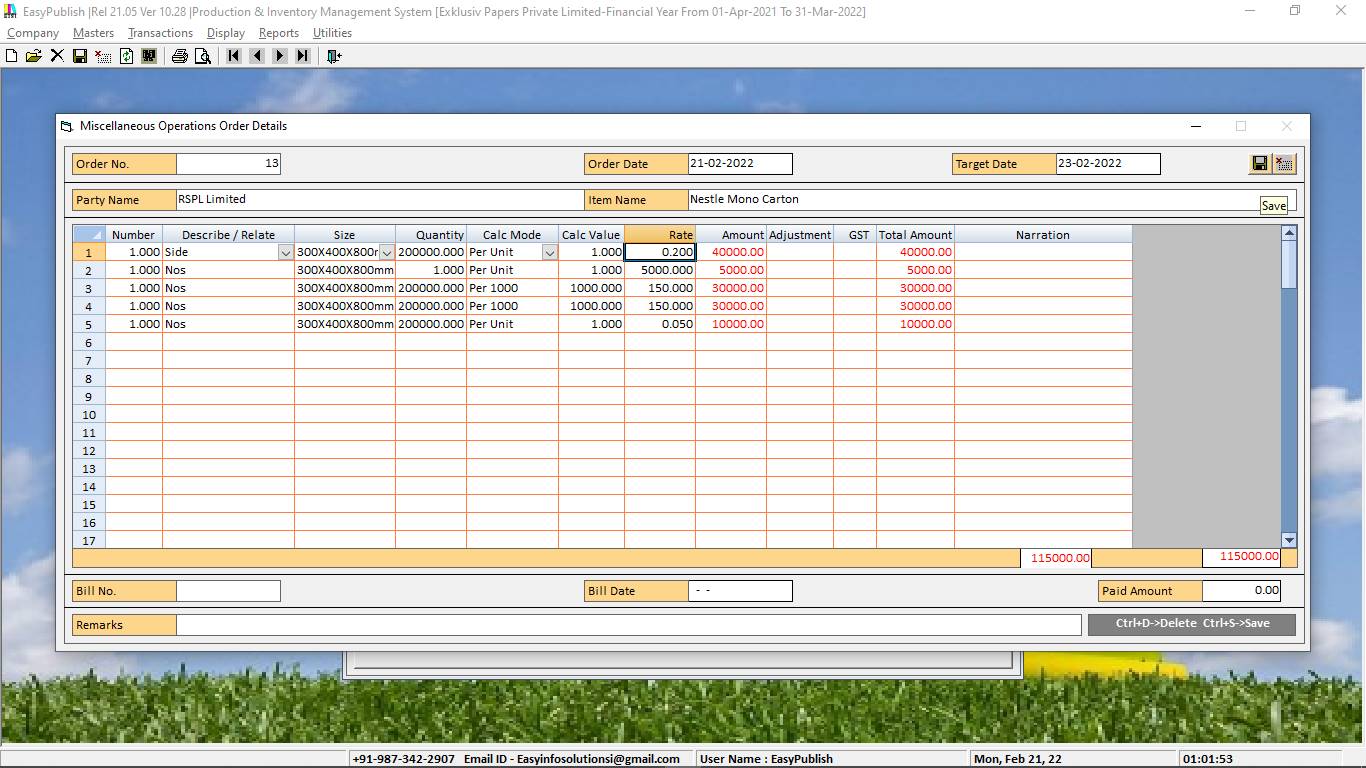 EasyPublish |Rel 21.05 Ver 10.28 |Production & Inventory Management System [Exklusiv Papers Private Limited-Financial Year From 01-Apr-2021 To 31-Mar-2022]
Company Masters Transactions Display Reports Utilities
Miscellaneous Operations Order Details
Order No. 13 Order Date 21-02-2022 Target Date 23-02-2022
Party Name RSPL Limited Item Name Nestle Mono Carton
Save
Number Describe / Relate Size Quantity Calc Mode Calc Value Rate Amount Adjustment GST Total Amount Narration
1 1.000 Side 300X400X800r 200000.000 Per Unit 1.000 0.200 40000.00 40000.00
2 1.000 Nos 300X400X800mm 1.000 Per Unit 1.000 5000.000 5000.00 5000.00
3 1.000 Nos 300X400X800mm 200000.000 Per 1000 1000.000 150.000 30000.00 30000.00
4 1.000 Nos 300X400X800mm 200000.000 Per 1000 1000.000 150.000 30000.00 30000.00
5 1.000 Nos 300X400X800mm 200000.000 Per Unit 1.000 0.050 10000.00 10000.00
6
7
8
9
10
11
12
13
14
15
16
17
115000.00 115000.00
Bill No. Bill Date - - Paid Amount 0.00
Remarks Ctrl+D->Delete Ctrl+S->Save
+91-987-342-2907 Email ID - Easyinfosolutionsi@gmail.com User Name : EasyPublish Mon, Feb 21, 22 01:01:53